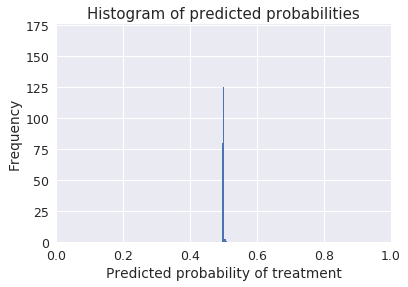 Histogram of predicted probabilities
175
150
125
100
75
50
25
0
Frequency
0.0 0.2 0.4 0.6 0.8 1.0
Predicted probability of treatment